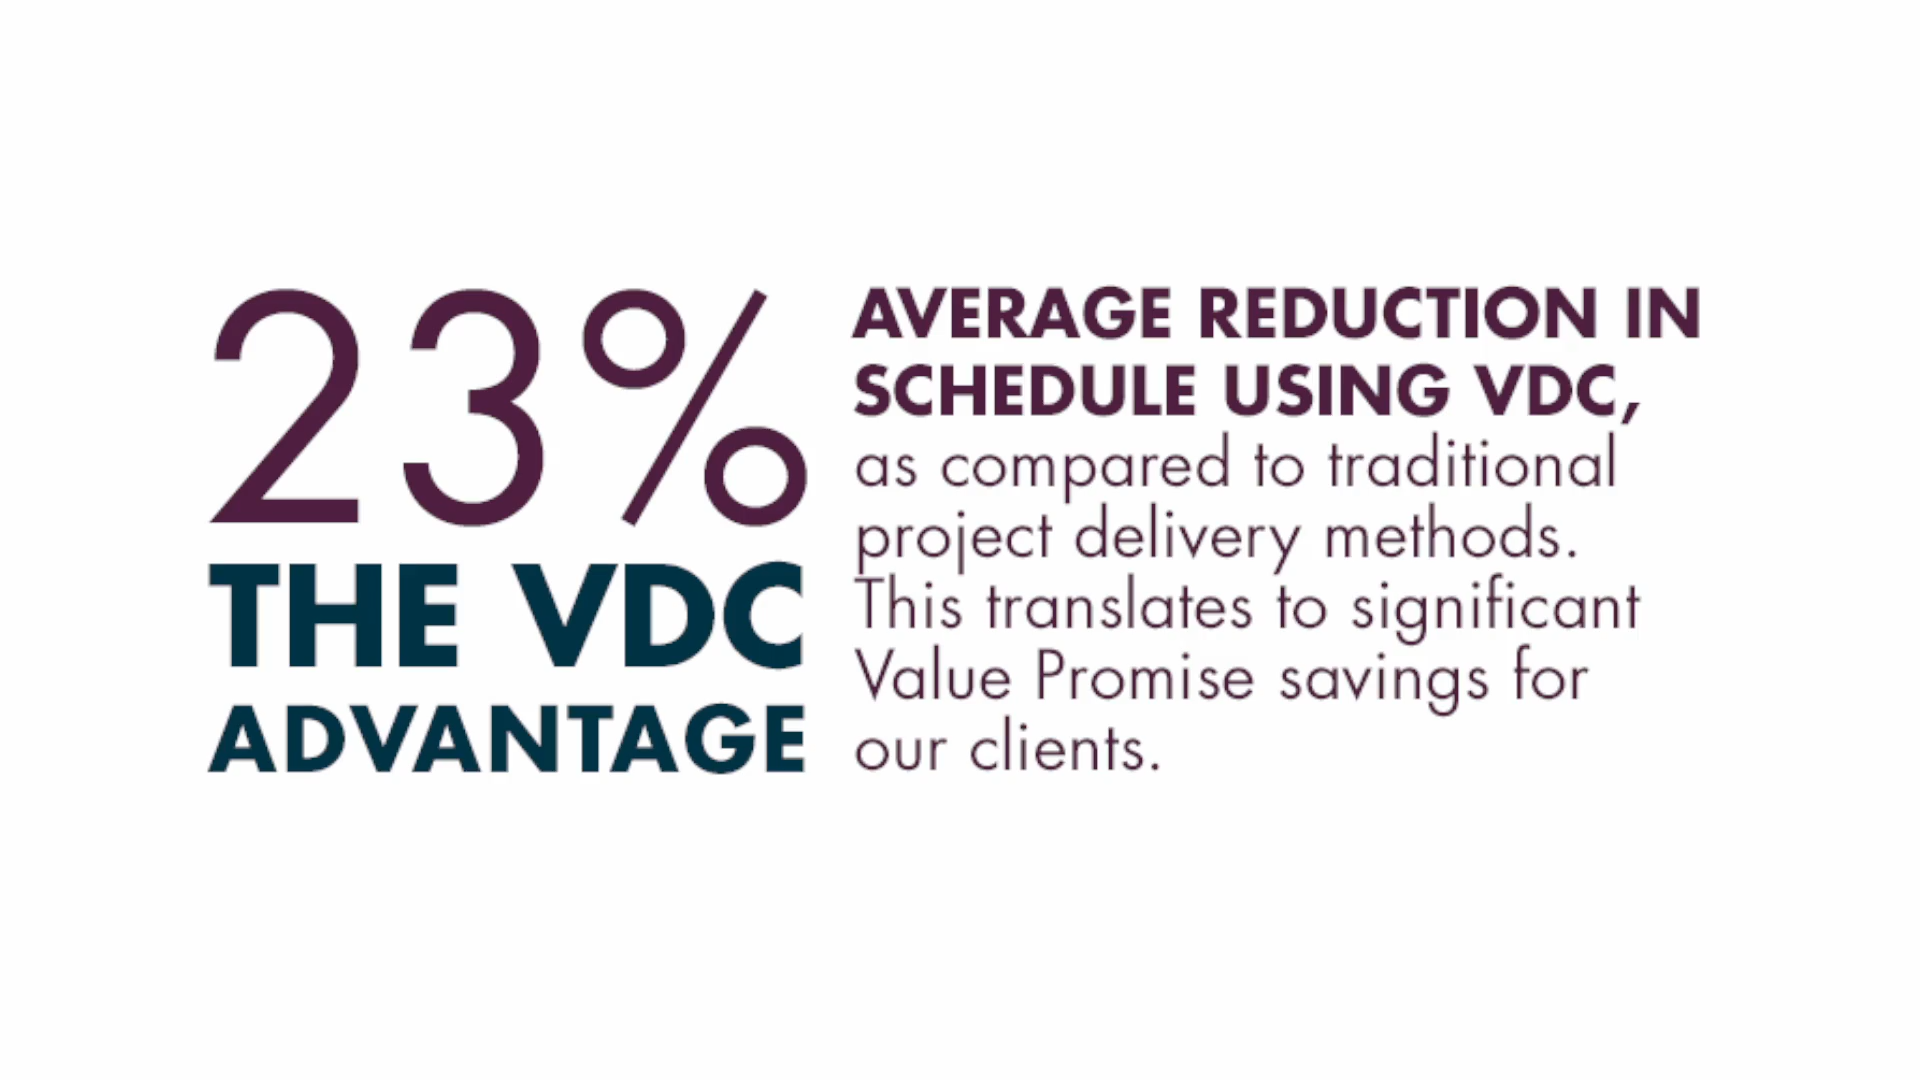 23%
THE VDC
ADVANTAGE
AVERAGE REDUCTION IN
SCHEDULE USING VDC,
as compared to traditional
project delivery methods.
This translates to significant
Value Promise savings for
our clients.